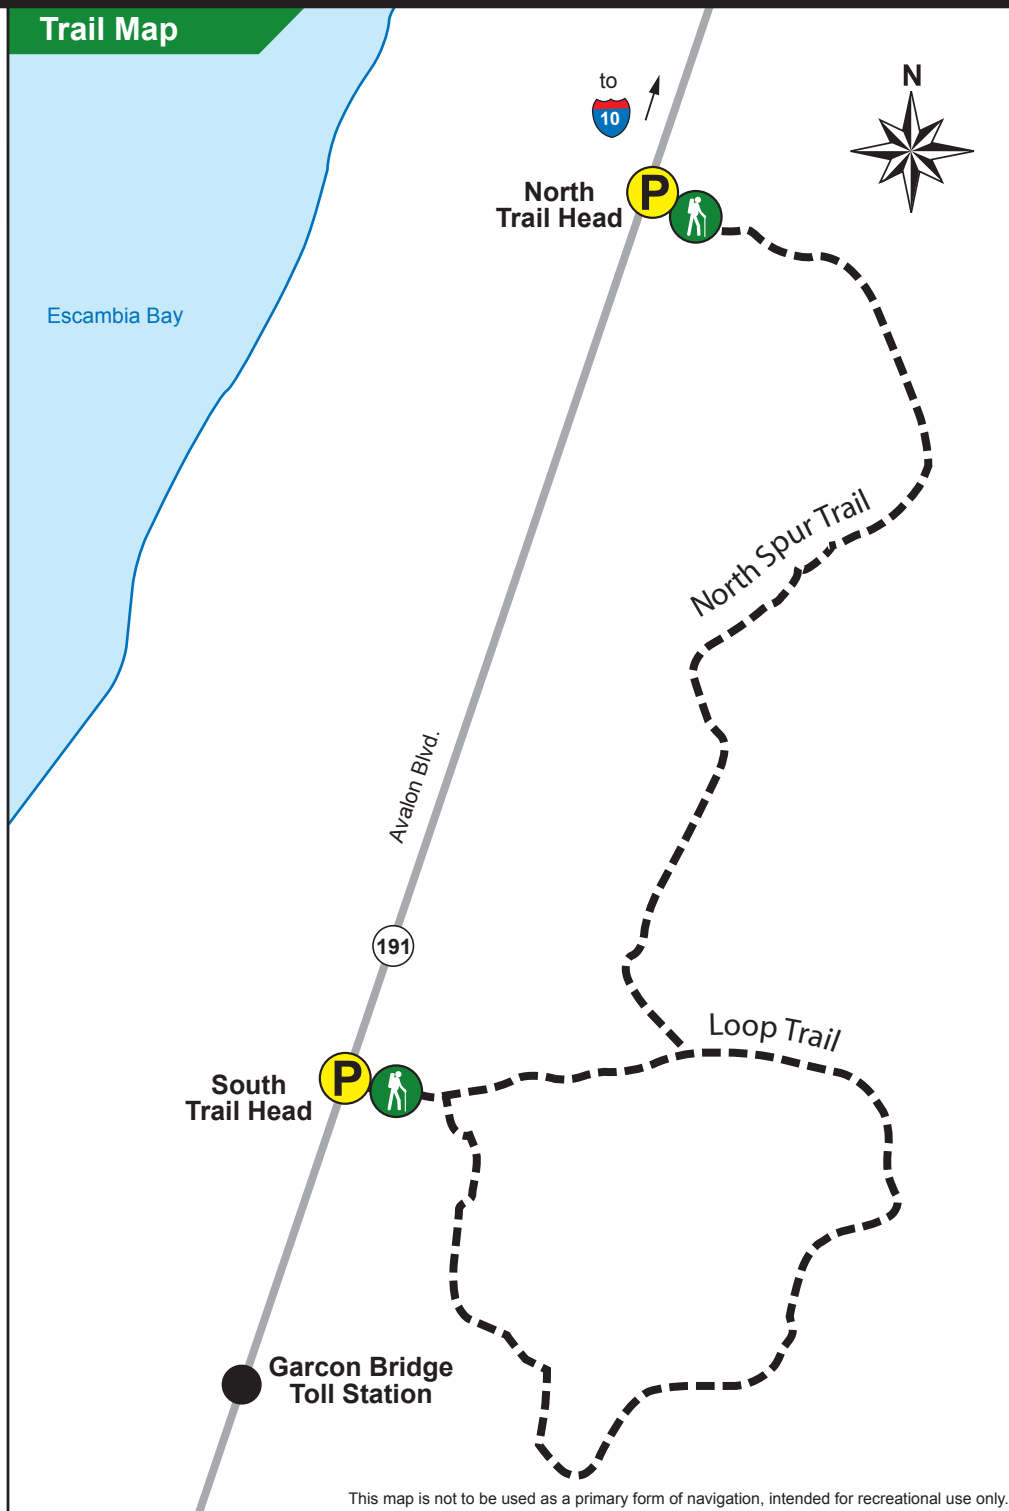 Trail Map
N
to
10
P
North
Trail Head
Escambia Bay
North Spur Trail
Avalon Blvd.
191
Loop Trail
P
South
Trail Head
Garcon Bridge
Toll Station
This map is not to be used as a primary form of navigation, intended for recreational use only.